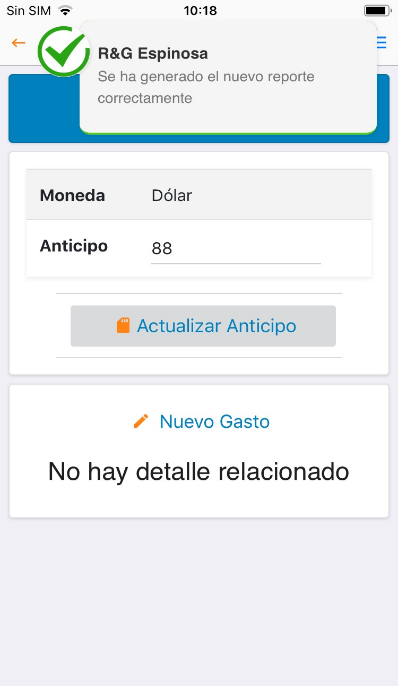 Sin SIM 10:18
R&G Espinosa
Se ha generado el nuevo reporte
correctamente
Moneda Dólar
Anticipo 88
Actualizar Anticipo
Nuevo Gasto
No hay detalle relacionado